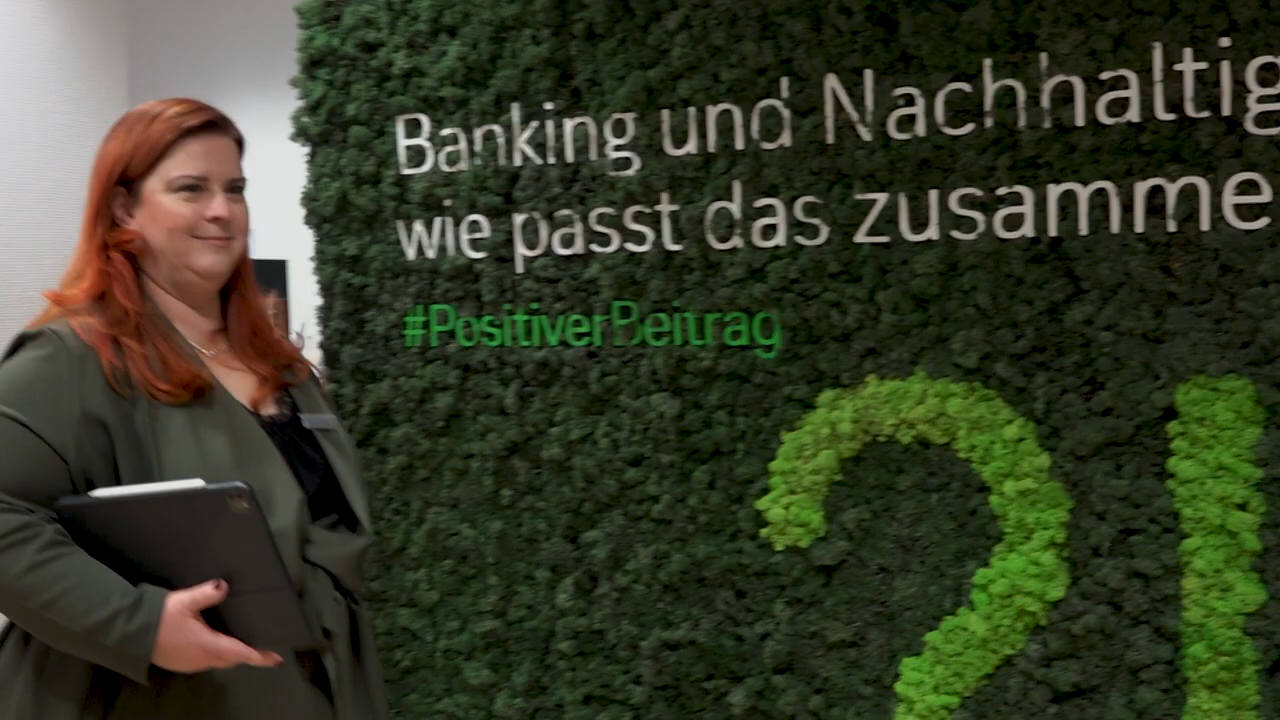 Banking und Nachhaltig
wie passt das zusamme
#PositiverBeitrag
?!